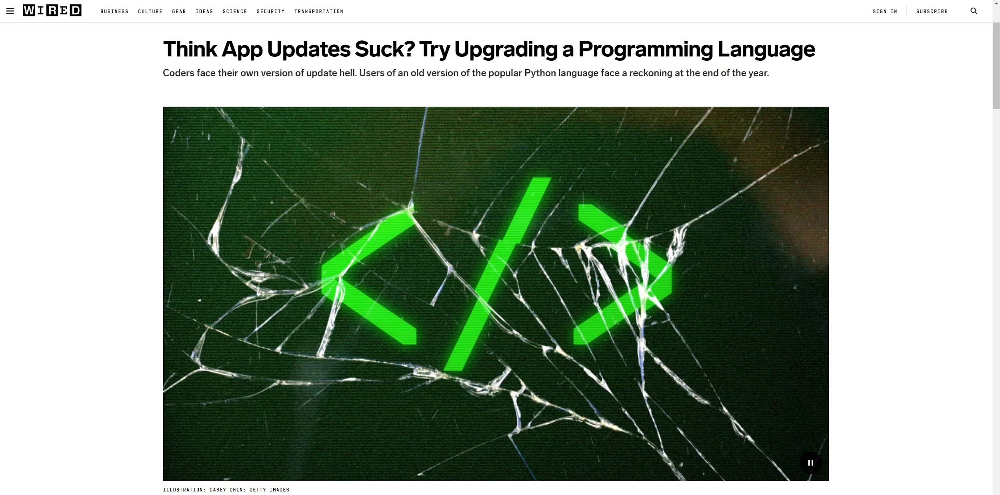 WIRED
BUSINESS CULTURE GEAR IDEAS SCIENCE SECURITY TRANSPORTATION
SIGN IN SUBSCRIBE
Think App Updates Suck? Try Upgrading a Programming Language
Coders face their own version of update hell. Users of an old version of the popular Python language face a reckoning at the end of the year.
</>
ILLUSTRATION: CASEY CHIN; GETTY IMAGES